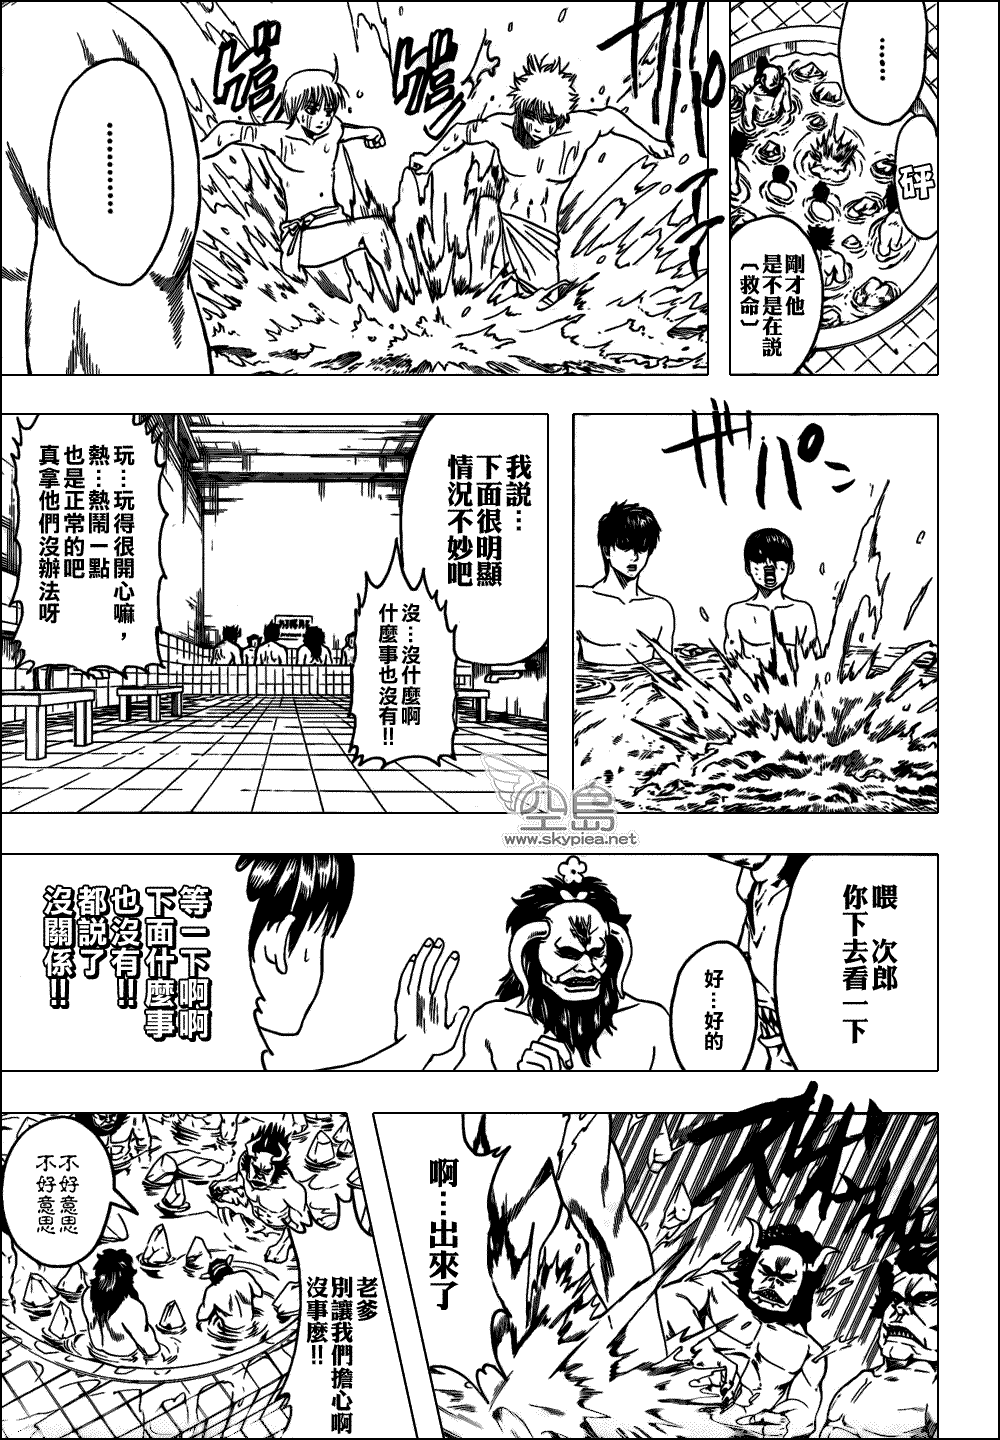 ……
砰
剛才他
是不是在說
〔救命〕
…………
我說…
下面很明顯
情況不妙吧
沒…沒什麼啊
什麼事也沒有!!
玩…玩得很開心嘛，
熱…熱鬧一點
也是正常的吧
真拿他們沒辦法呀
空島
www.skypiea.net
喂 次郎
你下去看一下
好…好的
等一下啊啊
下面什麼事
也沒有!!
都說了
沒關係!!
啊…出來了
老爹
別讓我們擔心啊
沒事麼!!
不好意思
不好意思